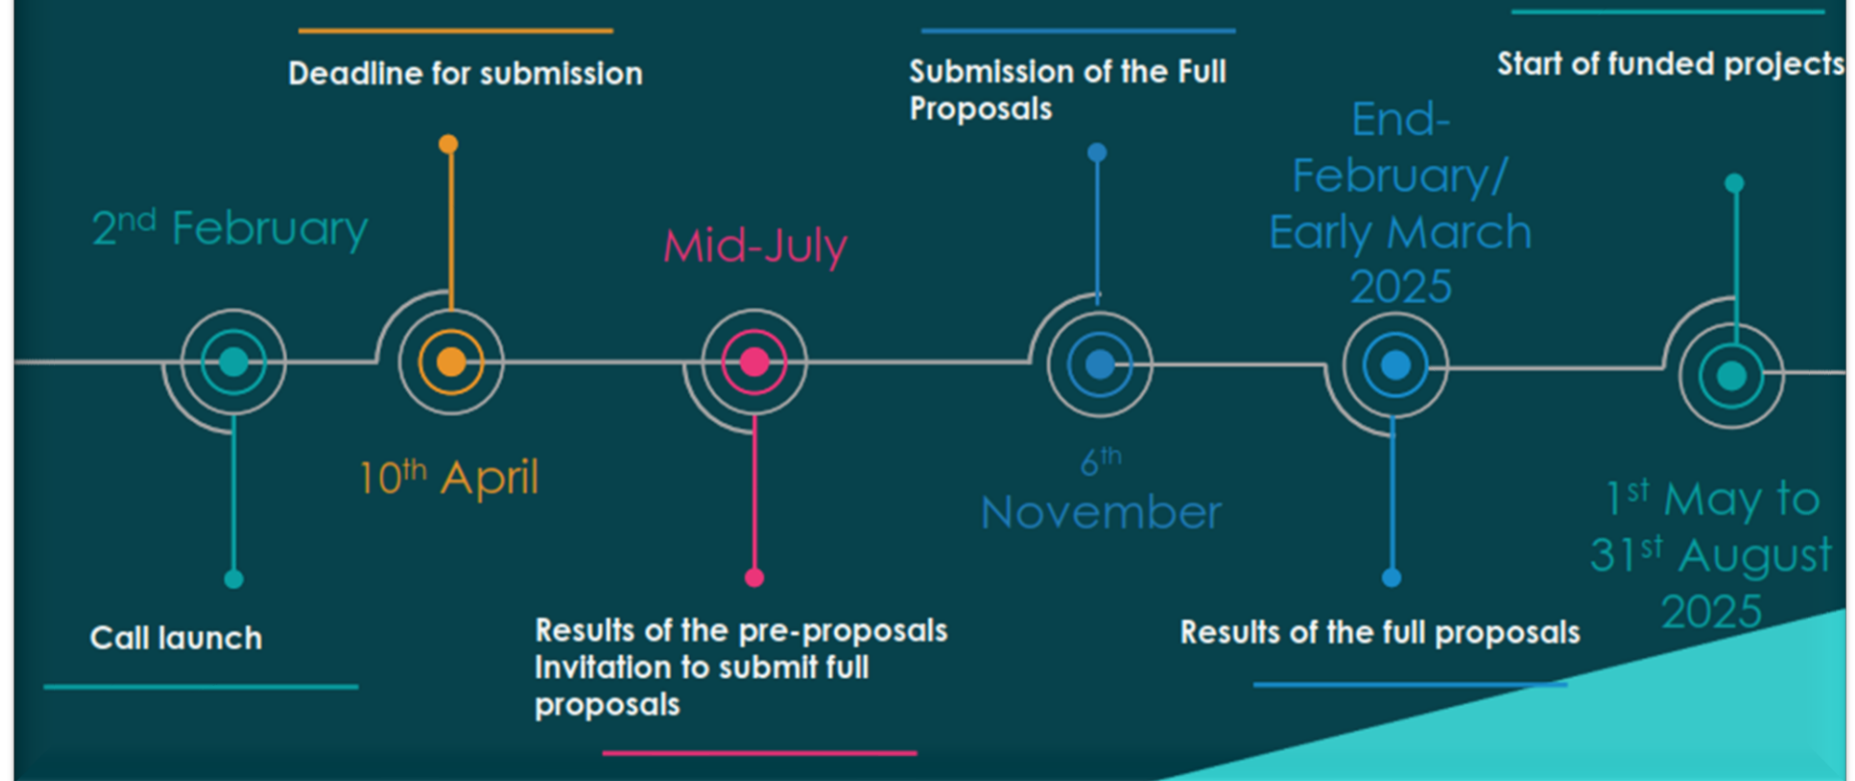 Deadline for submission
Submission of the Full
Proposals
Start of funded projects
2nd February
Mid-July
End-
February/
Early March
2025
10th April
6th
November
1st May to
31st August
2025
Call launch
Results of the pre-proposals
Invitation to submit full
proposals
Results of the full proposals